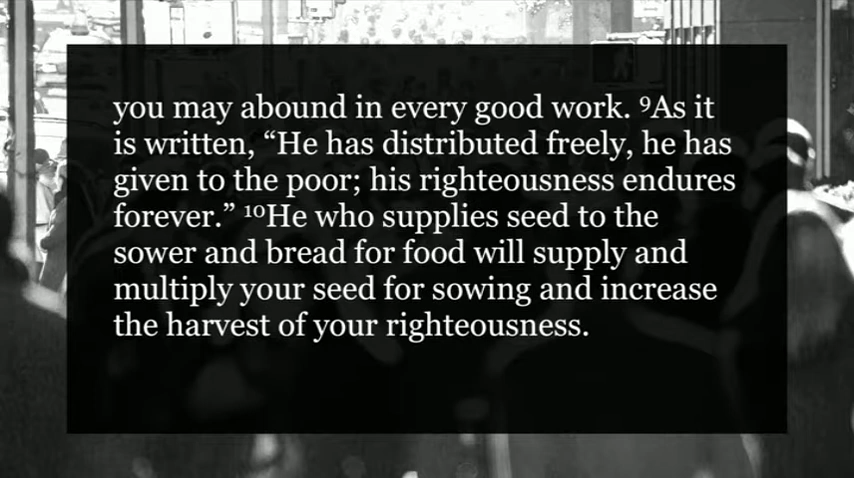 you may abound in every good work. ⁹As it
is written, “He has distributed freely, he has
given to the poor; his righteousness endures
forever.” ¹⁰He who supplies seed to the
sower and bread for food will supply and
multiply your seed for sowing and increase
the harvest of your righteousness.